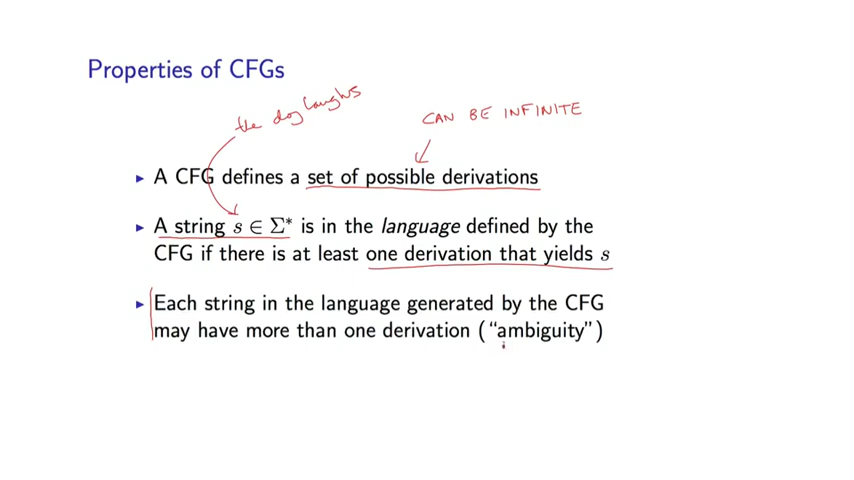 Properties of CFGs
the dog laughs
CAN BE INFINITE
▶ A CFG defines a set of possible derivations
▶ A string s ∈ Σ* is in the language defined by the
CFG if there is at least one derivation that yields s
▶ Each string in the language generated by the CFG
may have more than one derivation (“ambiguity”)